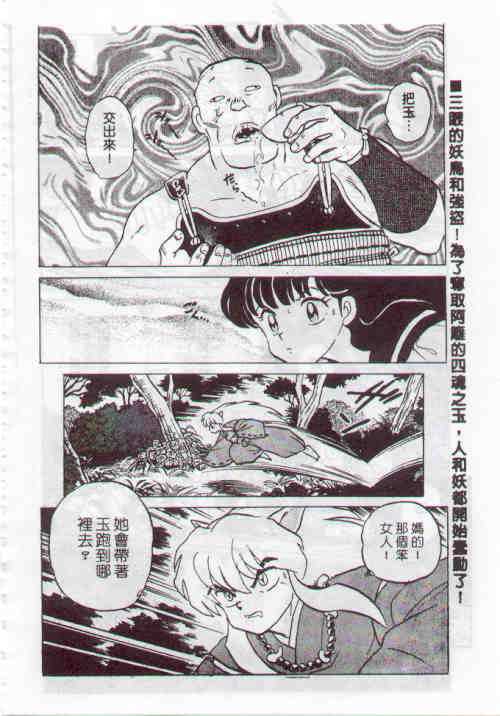 ■三眼的妖鳥和強盜！為了奪取阿籬的四魂之玉，人和妖都開始蠢動了！
把玉…
交出來！
媽的！
那個笨
女人！
她會帶著
玉跑到哪
裡去？